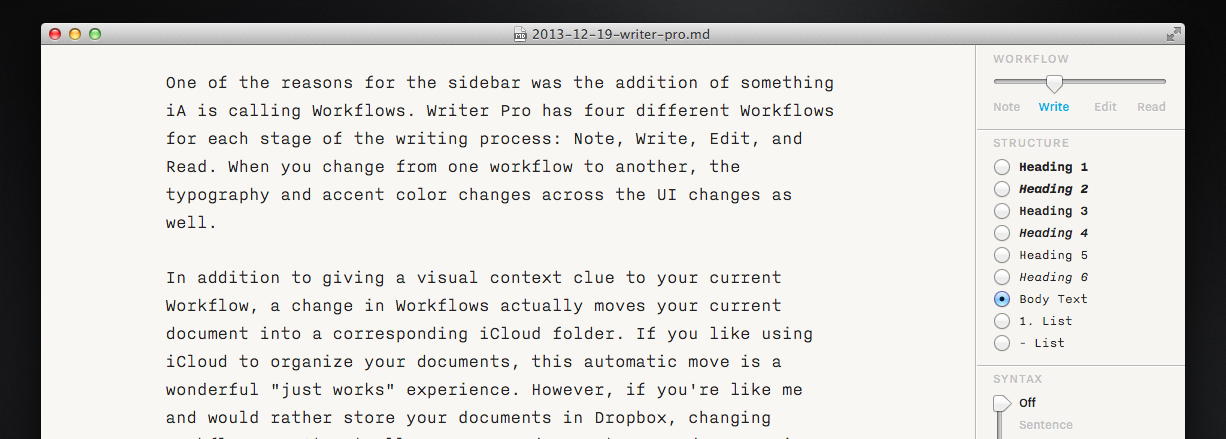 2013-12-19-writer-pro.md
One of the reasons for the sidebar was the addition of something
iA is calling Workflows. Writer Pro has four different Workflows
for each stage of the writing process: Note, Write, Edit, and
Read. When you change from one workflow to another, the
typography and accent color changes across the UI changes as
well.
In addition to giving a visual context clue to your current
Workflow, a change in Workflows actually moves your current
document into a corresponding iCloud folder. If you like using
iCloud to organize your documents, this automatic move is a
wonderful "just works" experience. However, if you're like me
and would rather store your documents in Dropbox, changing
WORKFLOW
Note Write Edit Read
STRUCTURE
Heading 1
Heading 2
Heading 3
Heading 4
Heading 5
Heading 6
Body Text
1. List
- List
SYNTAX
Off
Sentence